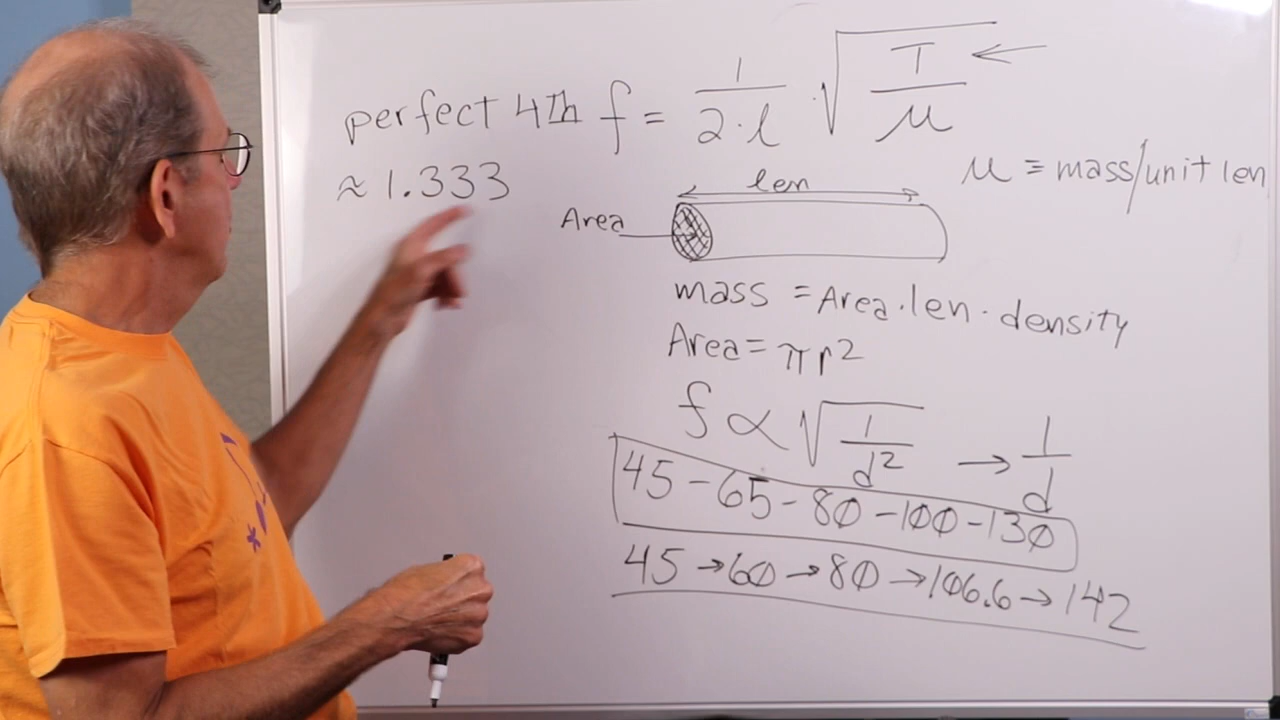 perfect 4th f = 1/2·l · √T/μ ←
≈ 1.333
μ ≡ mass/unit len
len
Area
mass = Area · len · density
Area = πr²
f ∝ √1/d² → 1/d
45 - 65 - 80 - 100 - 130
45 → 60 → 80 → 106.6 → 142